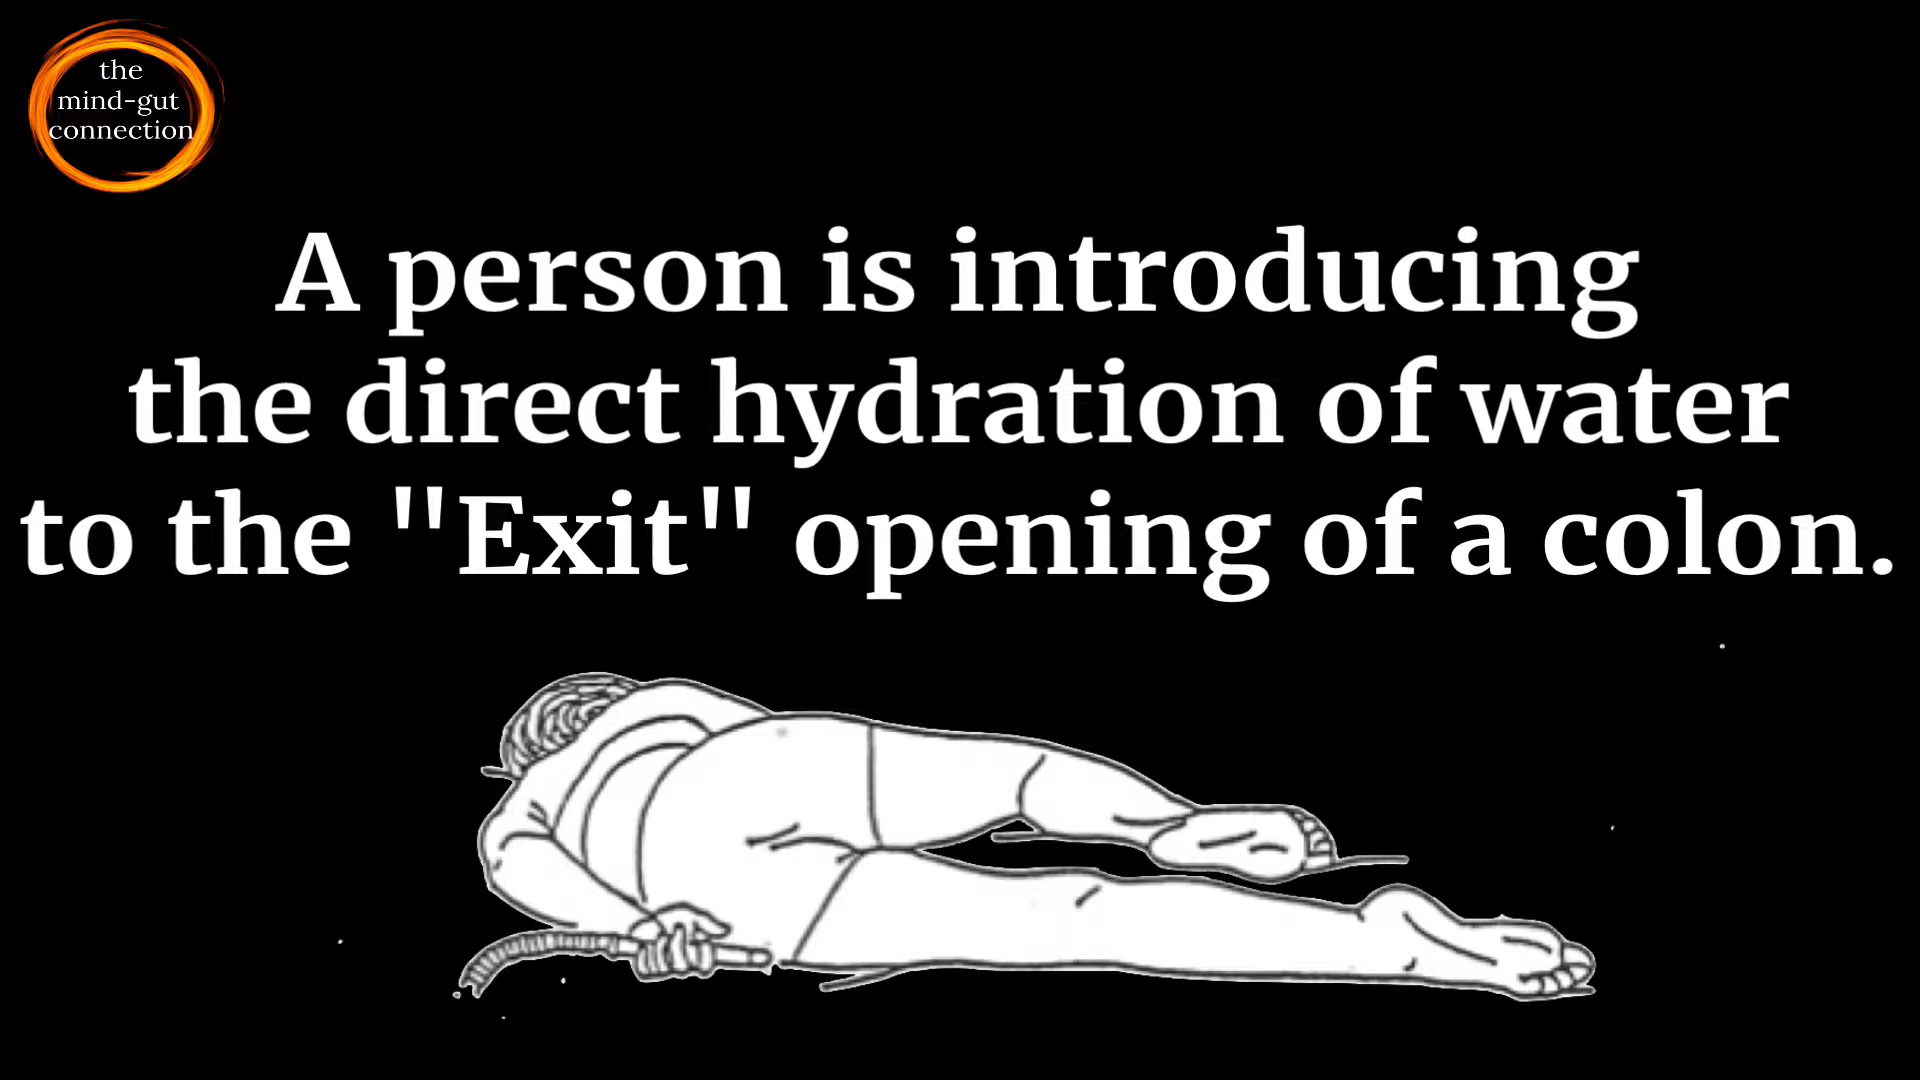 the
mind-gut
connection
A person is introducing
the direct hydration of water
to the "Exit" opening of a colon.